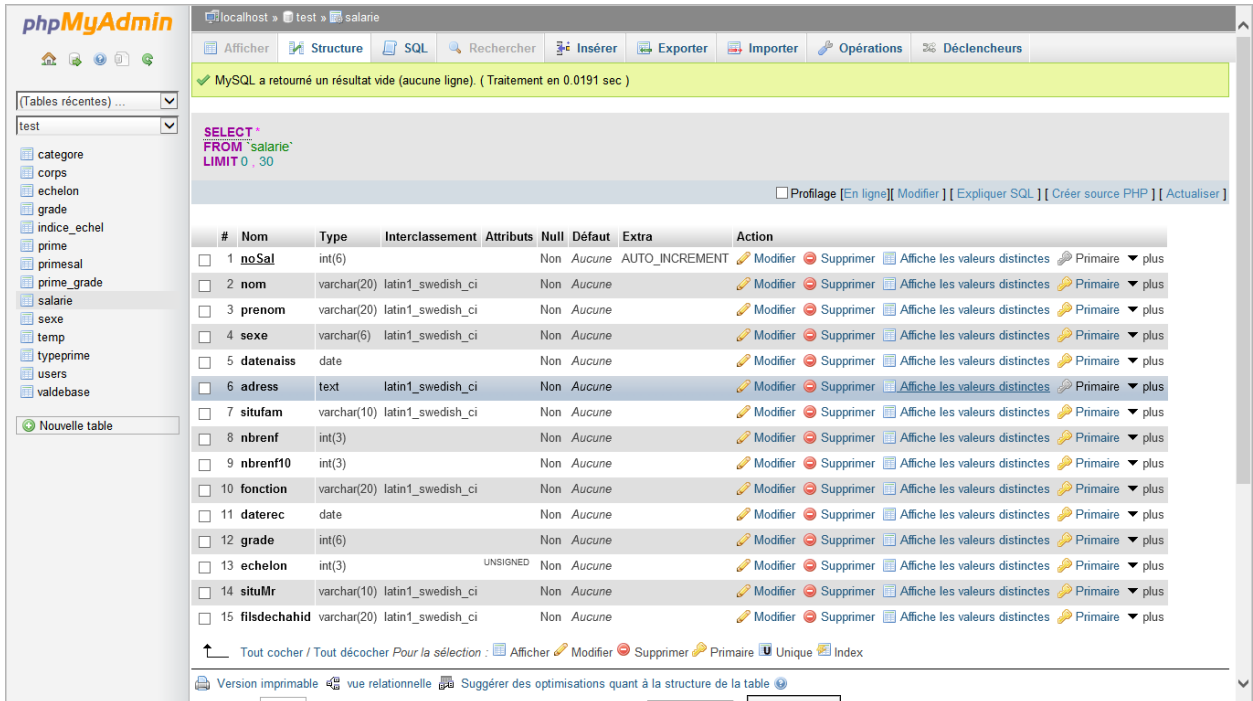 phpMyAdmin
(Tables récentes) ...
test
categore
corps
echelon
grade
indice_echel
prime
primesal
prime_grade
salarie
sexe
temp
typeprime
users
valdebase
Nouvelle table
localhost » test » salarie
Afficher Structure SQL Rechercher Insérer Exporter Importer Opérations Déclencheurs
MySQL a retourné un résultat vide (aucune ligne). ( Traitement en 0.0191 sec )
SELECT *
FROM `salarie`
LIMIT 0 , 30
Profilage [En ligne][ Modifier ] [ Expliquer SQL ] [ Créer source PHP ] [ Actualiser ]
# Nom Type Interclassement Attributs Null Défaut Extra Action
1 noSal int(6) Non Aucune AUTO_INCREMENT Modifier Supprimer Affiche les valeurs distinctes Primaire plus
2 nom varchar(20) latin1_swedish_ci Non Aucune Modifier Supprimer Affiche les valeurs distinctes Primaire plus
3 prenom varchar(20) latin1_swedish_ci Non Aucune Modifier Supprimer Affiche les valeurs distinctes Primaire plus
4 sexe varchar(6) latin1_swedish_ci Non Aucune Modifier Supprimer Affiche les valeurs distinctes Primaire plus
5 datenaiss date Non Aucune Modifier Supprimer Affiche les valeurs distinctes Primaire plus
6 adress text latin1_swedish_ci Non Aucune Modifier Supprimer Affiche les valeurs distinctes Primaire plus
7 situfam varchar(10) latin1_swedish_ci Non Aucune Modifier Supprimer Affiche les valeurs distinctes Primaire plus
8 nbrenf int(3) Non Aucune Modifier Supprimer Affiche les valeurs distinctes Primaire plus
9 nbrenf10 int(3) Non Aucune Modifier Supprimer Affiche les valeurs distinctes Primaire plus
10 fonction varchar(20) latin1_swedish_ci Non Aucune Modifier Supprimer Affiche les valeurs distinctes Primaire plus
11 daterec date Non Aucune Modifier Supprimer Affiche les valeurs distinctes Primaire plus
12 grade int(6) Non Aucune Modifier Supprimer Affiche les valeurs distinctes Primaire plus
13 echelon int(3) UNSIGNED Non Aucune Modifier Supprimer Affiche les valeurs distinctes Primaire plus
14 situMr varchar(10) latin1_swedish_ci Non Aucune Modifier Supprimer Affiche les valeurs distinctes Primaire plus
15 filsdechahid varchar(20) latin1_swedish_ci Non Aucune Modifier Supprimer Affiche les valeurs distinctes Primaire plus
Tout cocher / Tout décocher Pour la sélection : Afficher Modifier Supprimer Primaire U Unique Index
Version imprimable vue relationnelle Suggérer des optimisations quant à la structure de la table